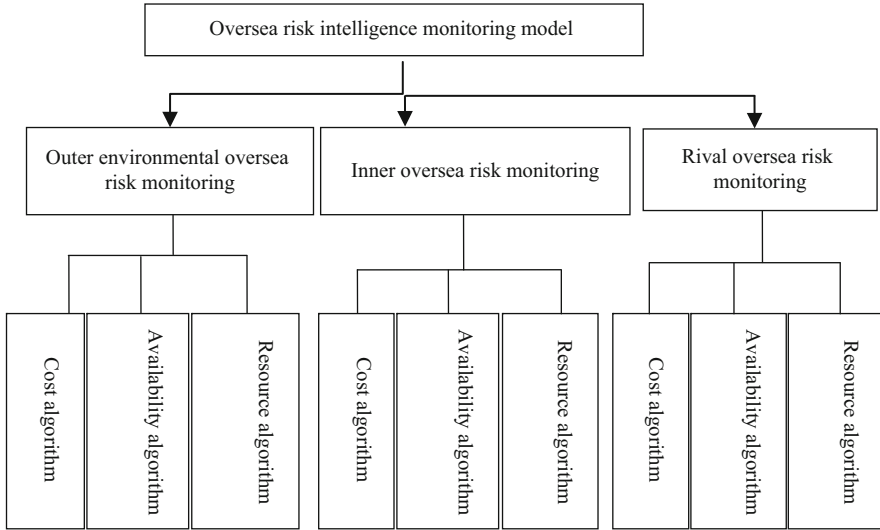 Oversea risk intelligence monitoring model
Outer environmental oversea
risk monitoring
Inner oversea risk monitoring
Rival oversea risk
monitoring
Cost algorithm
Availability algorithm
Resource algorithm
Cost algorithm
Availability algorithm
Resource algorithm
Cost algorithm
Availability algorithm
Resource algorithm